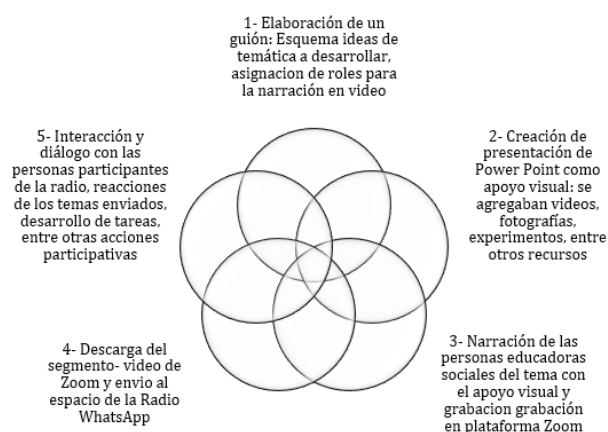 1- Elaboración de un
guión: Esquema ideas de
temática a desarrollar,
asignacion de roles para
la narración en video
2- Creación de
presentación de
Power Point como
apoyo visual: se
agregaban videos,
fotografías,
experimentos, entre
otros recursos
3- Narración de las
personas educadoras
sociales del tema con
el apoyo visual y
grabacion grabación
en plataforma Zoom
4- Descarga del
segmento- video de
Zoom y envio al
espacio de la Radio
WhatsApp
5- Interacción y
diálogo con las
personas participantes
de la radio, reacciones
de los temas enviados,
desarrollo de tareas,
entre otras acciones
participativas